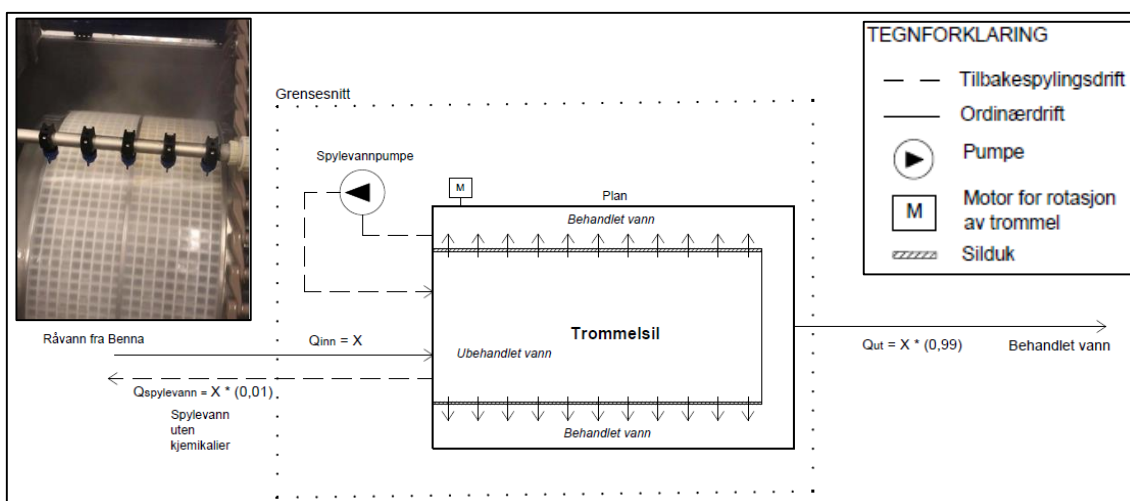 Grensesnitt
Spylevannpumpe
M
Plan
Behandlet vann
Trommelsil
Ubehandlet vann
Behandlet vann
Råvann fra Benna
Qinn = X
Qspylevann = X * (0,01)
Spylevann
uten
kjemikalier
Qut = X * (0,99)
Behandlet vann
TEGNFORKLARING
Tilbakespylingsdrift
Ordinærdrift
Pumpe
M
Motor for rotasjon
av trommel
Silduk